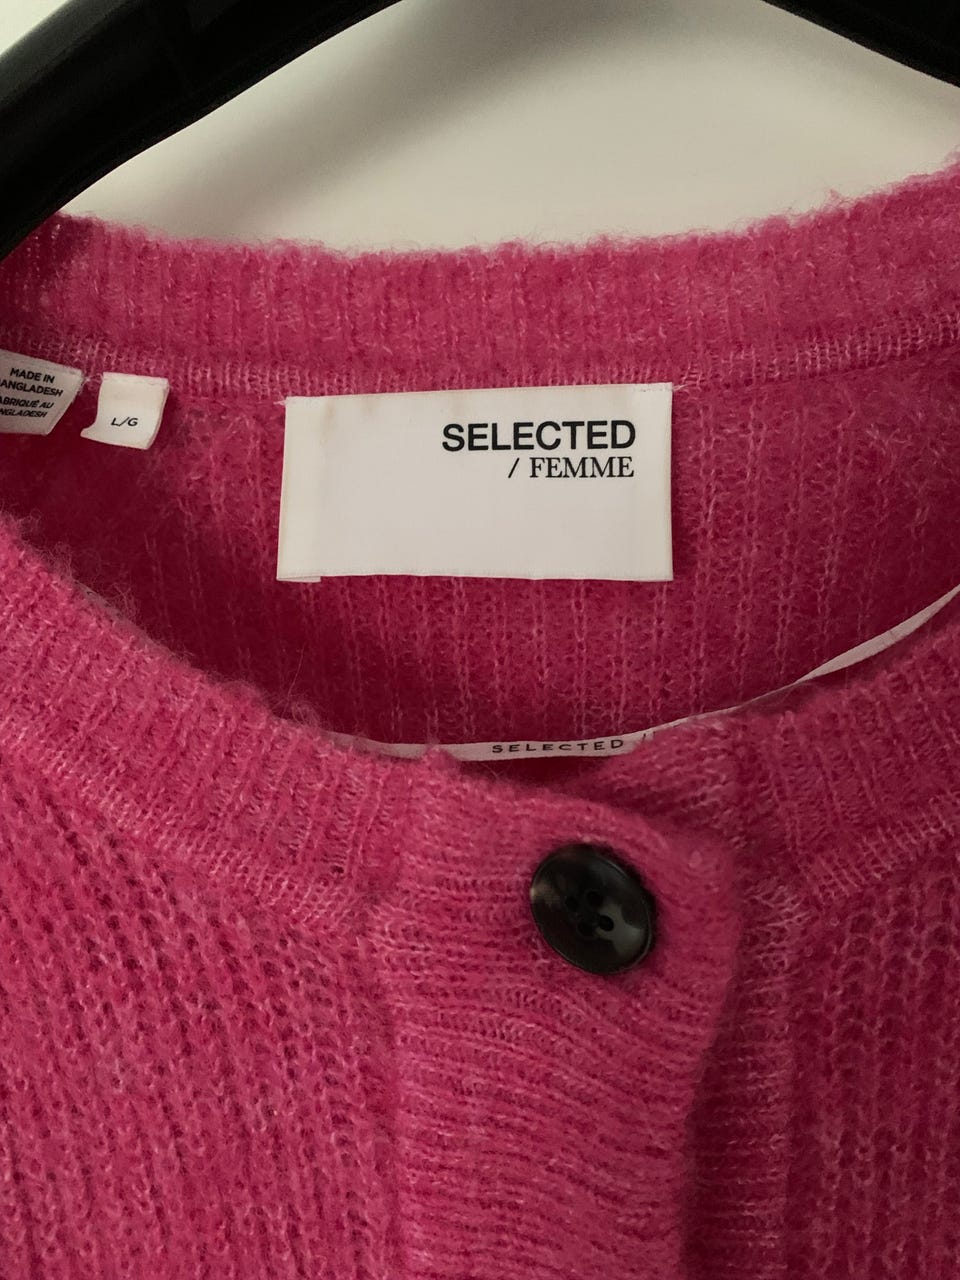 MADE IN
ANGLADESH
ABRIQUÉ AU
NGLADESH
L/G
SELECTED
/ FEMME
SELECTED /